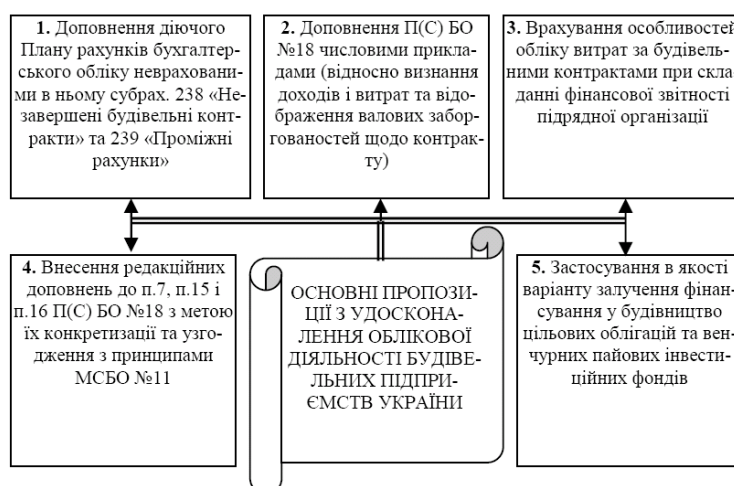 1. Доповнення діючого
Плану рахунків бухгалтер-
ського обліку невраховани-
ми в ньому субрах. 238 «Не-
завершені будівельні конт-
ракти» та 239 «Проміжні
рахунки»
2. Доповнення П(С) БО
№18 числовими прикла-
дами (відносно визнання
доходів і витрат та від-
ображення валових забор-
гованостей щодо контрак-
ту)
3. Врахування особливостей
обліку витрат за будівель-
ними контрактами при скла-
данні фінансової звітності
підрядної організації
4. Внесення редакційних
доповнень до п.7, п.15 і
п.16 П(С) БО №18 з метою
їх конкретизації та узго-
дження з принципами
МСБО №11
ОСНОВНІ ПРОПОЗИ-
ЦІЇ З УДОСКОНА-
ЛЕННЯ ОБЛІКОВОЇ
ДІЯЛЬНОСТІ БУДІВЕ-
ЛЬНИХ ПІДПРИ-
ЄМСТВ УКРАЇНИ
5. Застосування в якості
варіанту залучення фінан-
сування у будівництво
цільових облігацій та вен-
чурних пайових інвести-
ційних фондів